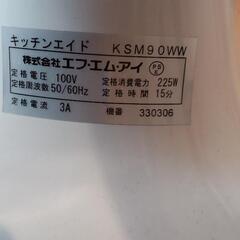 キッチンエイド KSM90WW
株式会社エフ・エム・アイ PSE
定格電圧 100V 定格消費電力 225W
定格周波数 50/60Hz 定格時間 15分
定格電流 3A 機番 330306